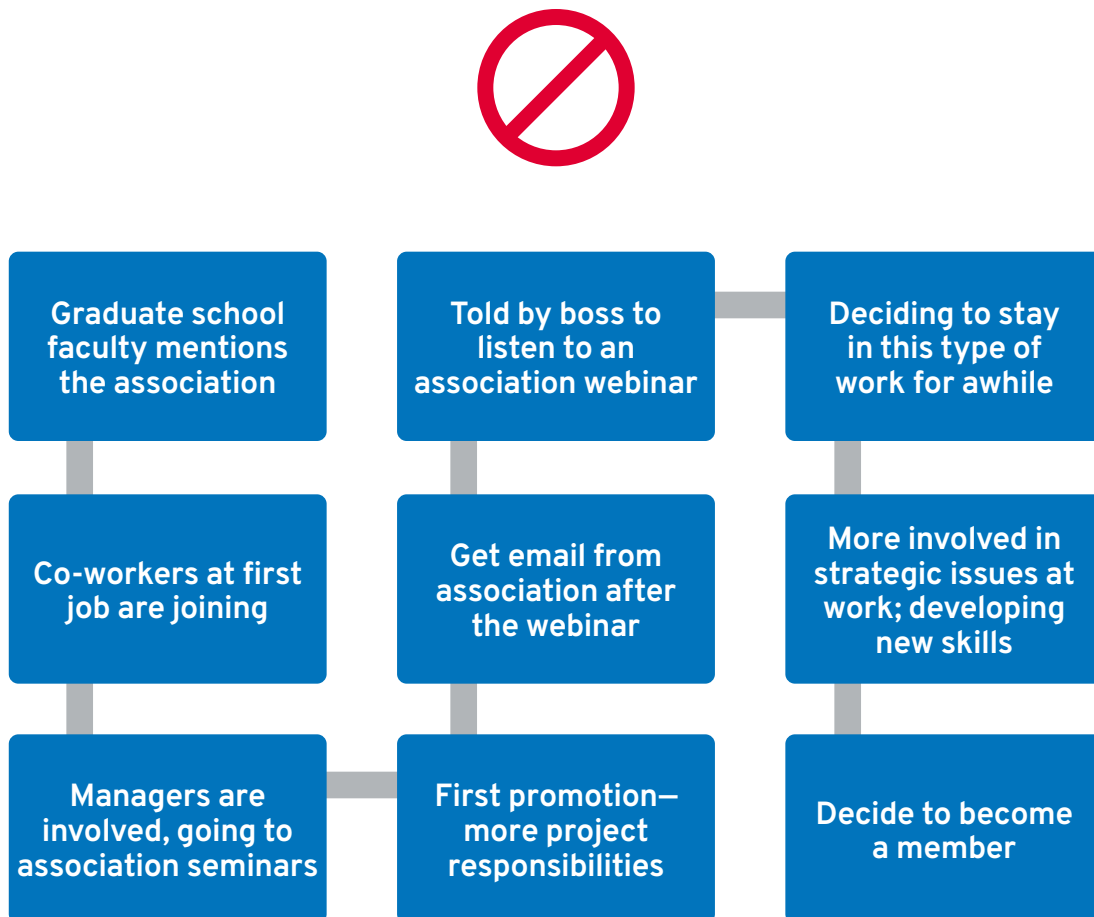 Graduate school
faculty mentions
the association
Co-workers at first
job are joining
Managers are
involved, going to
association seminars
First promotion—
more project
responsibilities
Get email from
association after
the webinar
Told by boss to
listen to an
association webinar
Deciding to stay
in this type of
work for awhile
More involved in
strategic issues at
work; developing
new skills
Decide to become
a member